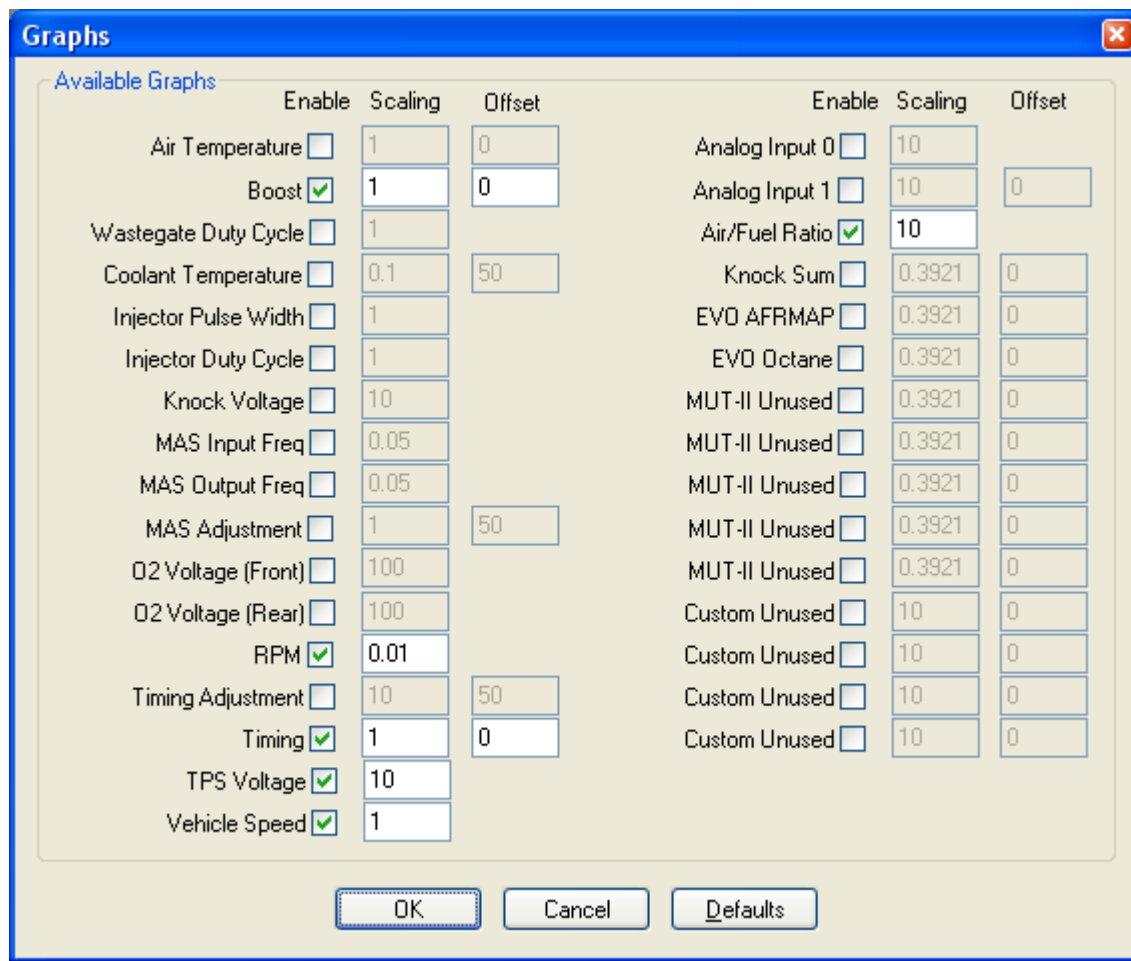 Graphs
Available Graphs
Enable Scaling Offset Enable Scaling Offset
Air Temperature 1 0 Analog Input 0 10
Boost 1 0 Analog Input 1 10 0
Wastegate Duty Cycle 1 Air/Fuel Ratio 10
Coolant Temperature 0.1 50 Knock Sum 0.3921 0
Injector Pulse Width 1 EVO AFRMAP 0.3921 0
Injector Duty Cycle 1 EVO Octane 0.3921 0
Knock Voltage 10 MUT-II Unused 0.3921 0
MAS Input Freq 0.05 MUT-II Unused 0.3921 0
MAS Output Freq 0.05 MUT-II Unused 0.3921 0
MAS Adjustment 1 50 MUT-II Unused 0.3921 0
O2 Voltage (Front) 100 MUT-II Unused 0.3921 0
O2 Voltage (Rear) 100 Custom Unused 10 0
RPM 0.01 Custom Unused 10 0
Timing Adjustment 10 50 Custom Unused 10 0
Timing 1 0 Custom Unused 10 0
TPS Voltage 10
Vehicle Speed 1
OK Cancel Defaults